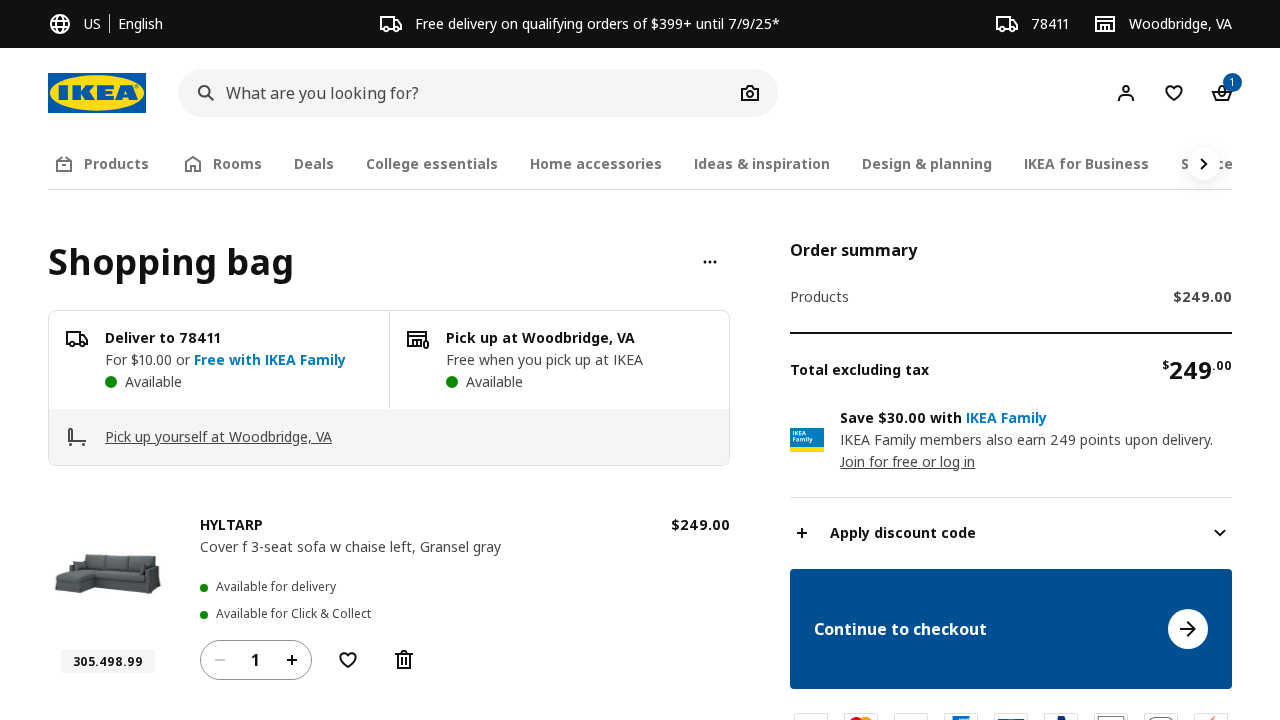 US English
Free delivery on qualifying orders of $399+ until 7/9/25*
78411
Woodbridge, VA
IKEA
What are you looking for?
1
Products
Rooms
Deals
College essentials
Home accessories
Ideas & inspiration
Design & planning
IKEA for Business
Shopping bag
Deliver to 78411
For $10.00 or Free with IKEA Family
Available
Pick up at Woodbridge, VA
Free when you pick up at IKEA
Available
Pick up yourself at Woodbridge, VA
HYLTARP
$249.00
Cover f 3-seat sofa w chaise left, Gransel gray
Available for delivery
Available for Click & Collect
1
305.498.99
Order summary
Products
$249.00
Total excluding tax
$249.00
IKEA
Family
Save $30.00 with IKEA Family
IKEA Family members also earn 249 points upon delivery.
Join for free or log in
Apply discount code
Continue to checkout